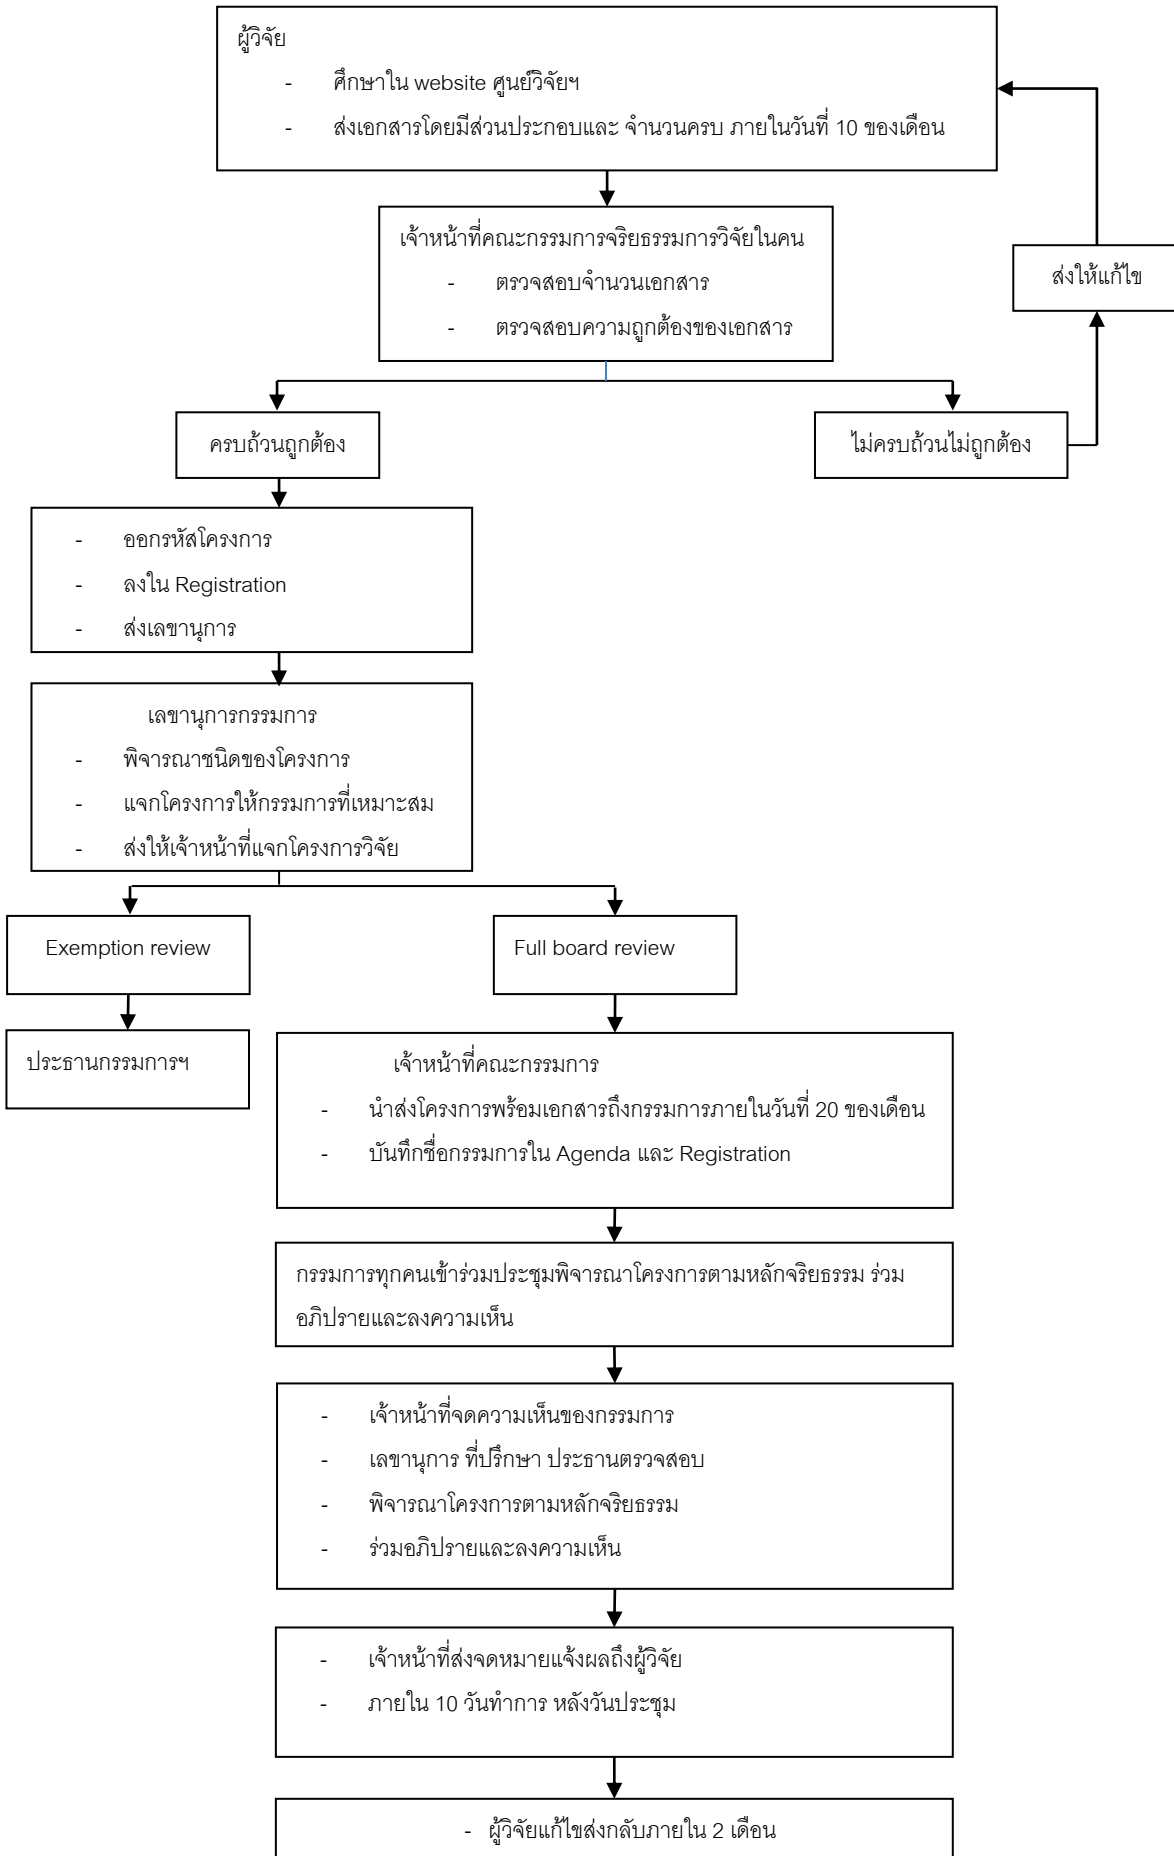 ผู้วิจัย
- ศึกษาใน website ศูนย์วิจัยฯ
- ส่งเอกสารโดยมีส่วนประกอบและ จำนวนครบ ภายในวันที่ 10 ของเดือน
เจ้าหน้าที่คณะกรรมการจริยธรรมการวิจัยในคน
- ตรวจสอบจำนวนเอกสาร
- ตรวจสอบความถูกต้องของเอกสาร
ส่งให้แก้ไข
ครบถ้วนถูกต้อง
ไม่ครบถ้วนไม่ถูกต้อง
- ออกรหัสโครงการ
- ลงใน Registration
- ส่งเลขานุการ
เลขานุการกรรมการ
- พิจารณาชนิดของโครงการ
- แจกโครงการให้กรรมการที่เหมาะสม
- ส่งให้เจ้าหน้าที่แจกโครงการวิจัย
Exemption review
Full board review
ประธานกรรมการฯ
เจ้าหน้าที่คณะกรรมการ
- นำส่งโครงการพร้อมเอกสารถึงกรรมการภายในวันที่ 20 ของเดือน
- บันทึกชื่อกรรมการใน Agenda และ Registration
กรรมการทุกคนเข้าร่วมประชุมพิจารณาโครงการตามหลักจริยธรรม ร่วม
อภิปรายและลงความเห็น
- เจ้าหน้าที่จดความเห็นของกรรมการ
- เลขานุการ ที่ปรึกษา ประธานตรวจสอบ
- พิจารณาโครงการตามหลักจริยธรรม
- ร่วมอภิปรายและลงความเห็น
- เจ้าหน้าที่ส่งจดหมายแจ้งผลถึงผู้วิจัย
- ภายใน 10 วันทำการ หลังวันประชุม
- ผู้วิจัยแก้ไขส่งกลับภายใน 2 เดือน